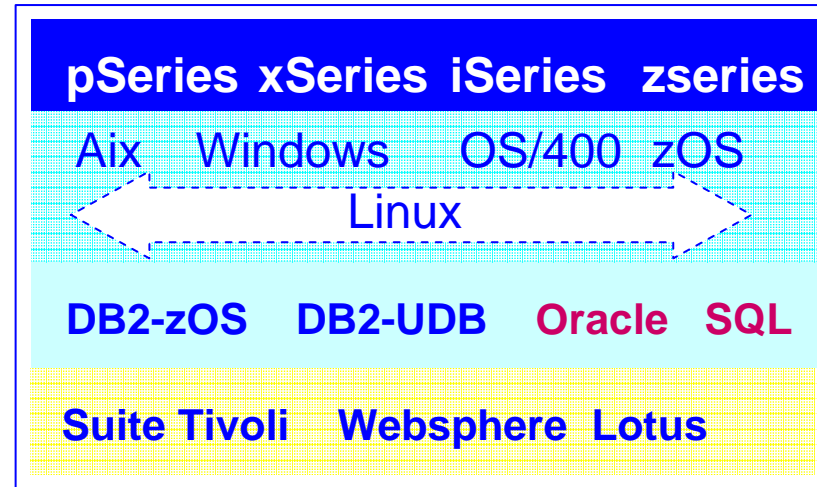 pSeries xSeries iSeries zseries
Aix Windows OS/400 zOS
Linux
DB2-zOS DB2-UDB Oracle SQL
Suite Tivoli Websphere Lotus